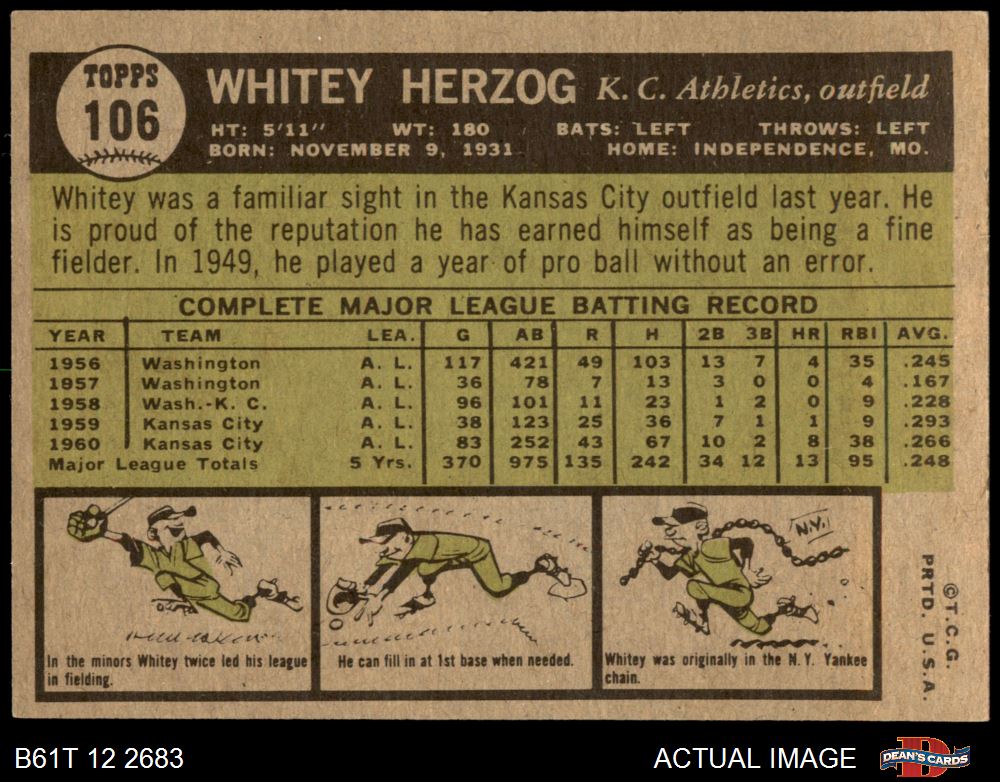 TOPPS
106
WHITEY HERZOG K. C. Athletics, outfield
HT: 5'11" WT: 180 BATS: LEFT THROWS: LEFT
BORN: NOVEMBER 9, 1931 HOME: INDEPENDENCE, MO.
Whitey was a familiar sight in the Kansas City outfield last year. He
is proud of the reputation he has earned himself as being a fine
fielder. In 1949, he played a year of pro ball without an error.
COMPLETE MAJOR LEAGUE BATTING RECORD
YEAR TEAM LEA. G AB R H 2B 3B HR RBI AVG.
1956 Washington A. L. 117 421 49 103 13 7 4 35 .245
1957 Washington A. L. 36 78 7 13 3 0 0 4 .167
1958 Wash.-K. C. A. L. 96 101 11 23 1 2 0 9 .228
1959 Kansas City A. L. 38 123 25 36 7 1 1 9 .293
1960 Kansas City A. L. 83 252 43 67 10 2 8 38 .266
Major League Totals 5 Yrs. 370 975 135 242 34 12 13 95 .248
In the minors Whitey twice led his league
in fielding.
He can fill in at 1st base when needed.
N.Y.
Whitey was originally in the N.Y. Yankee
chain.
© T. C. G.
PRTD. U. S. A.
B61T 12 2683
ACTUAL IMAGE
DEAN'S CARDS